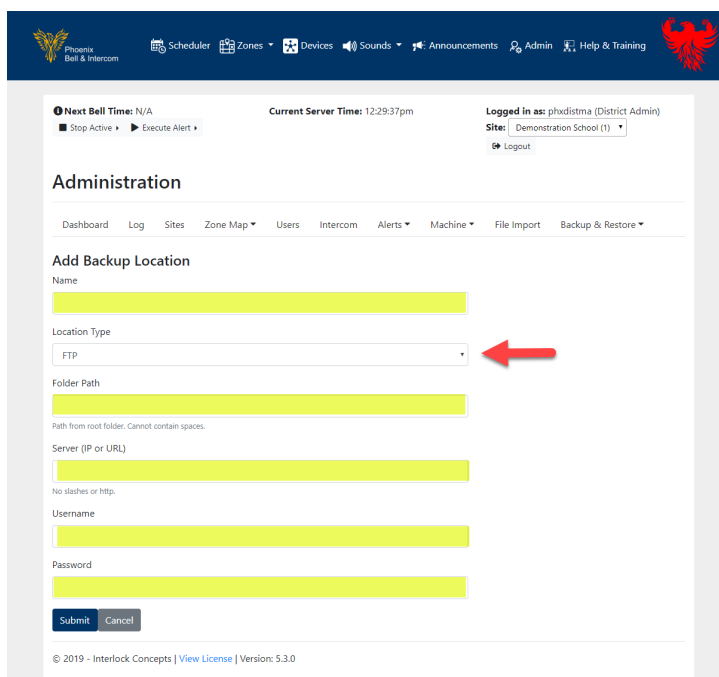 Phoenix
Bell & Intercom
Scheduler Zones Devices Sounds Announcements Admin Help & Training
Next Bell Time: N/A Current Server Time: 12:29:37pm Logged in as: phxdistma (District Admin)
Stop Active Execute Alert Site: Demonstration School (1)
Logout
Administration
Dashboard Log Sites Zone Map Users Intercom Alerts Machine File Import Backup & Restore
Add Backup Location
Name
Location Type
FTP
Folder Path
Path from root folder. Cannot contain spaces.
Server (IP or URL)
No slashes or http.
Username
Password
Submit Cancel
© 2019 - Interlock Concepts | View License | Version: 5.3.0